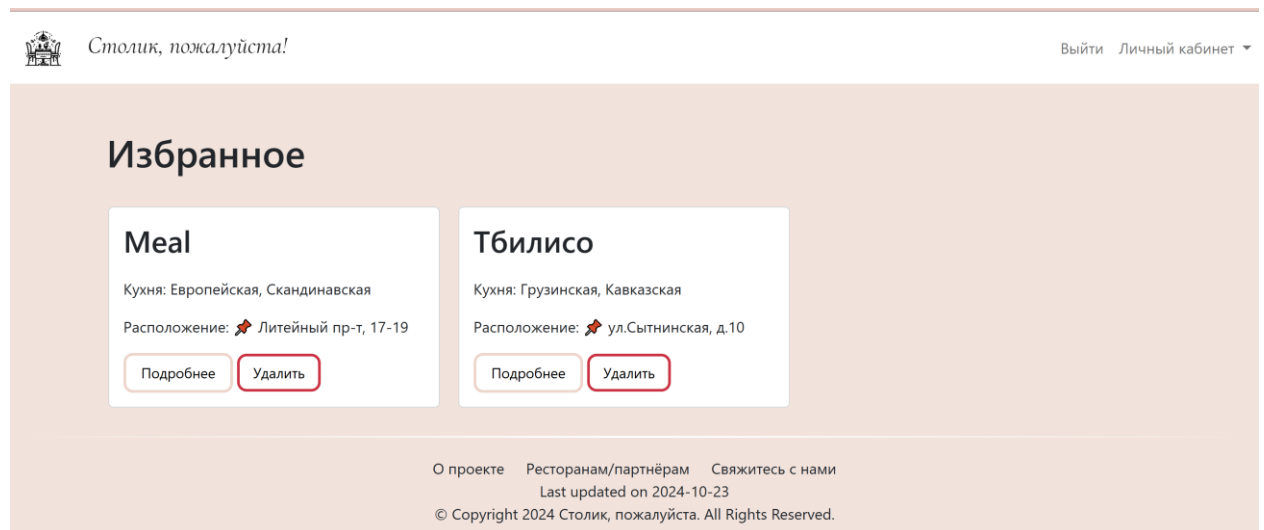 Столик, пожалуйста!
Выйти Личный кабинет
Избранное
Meal
Кухня: Европейская, Скандинавская
Расположение: 📌 Литейный пр-т, 17-19
Подробнее Удалить
Тбилисо
Кухня: Грузинская, Кавказская
Расположение: 📌 ул.Сытнинская, д.10
Подробнее Удалить
О проекте Ресторанам/партнёрам Свяжитесь с нами
Last updated on 2024-10-23
© Copyright 2024 Столик, пожалуйста. All Rights Reserved.